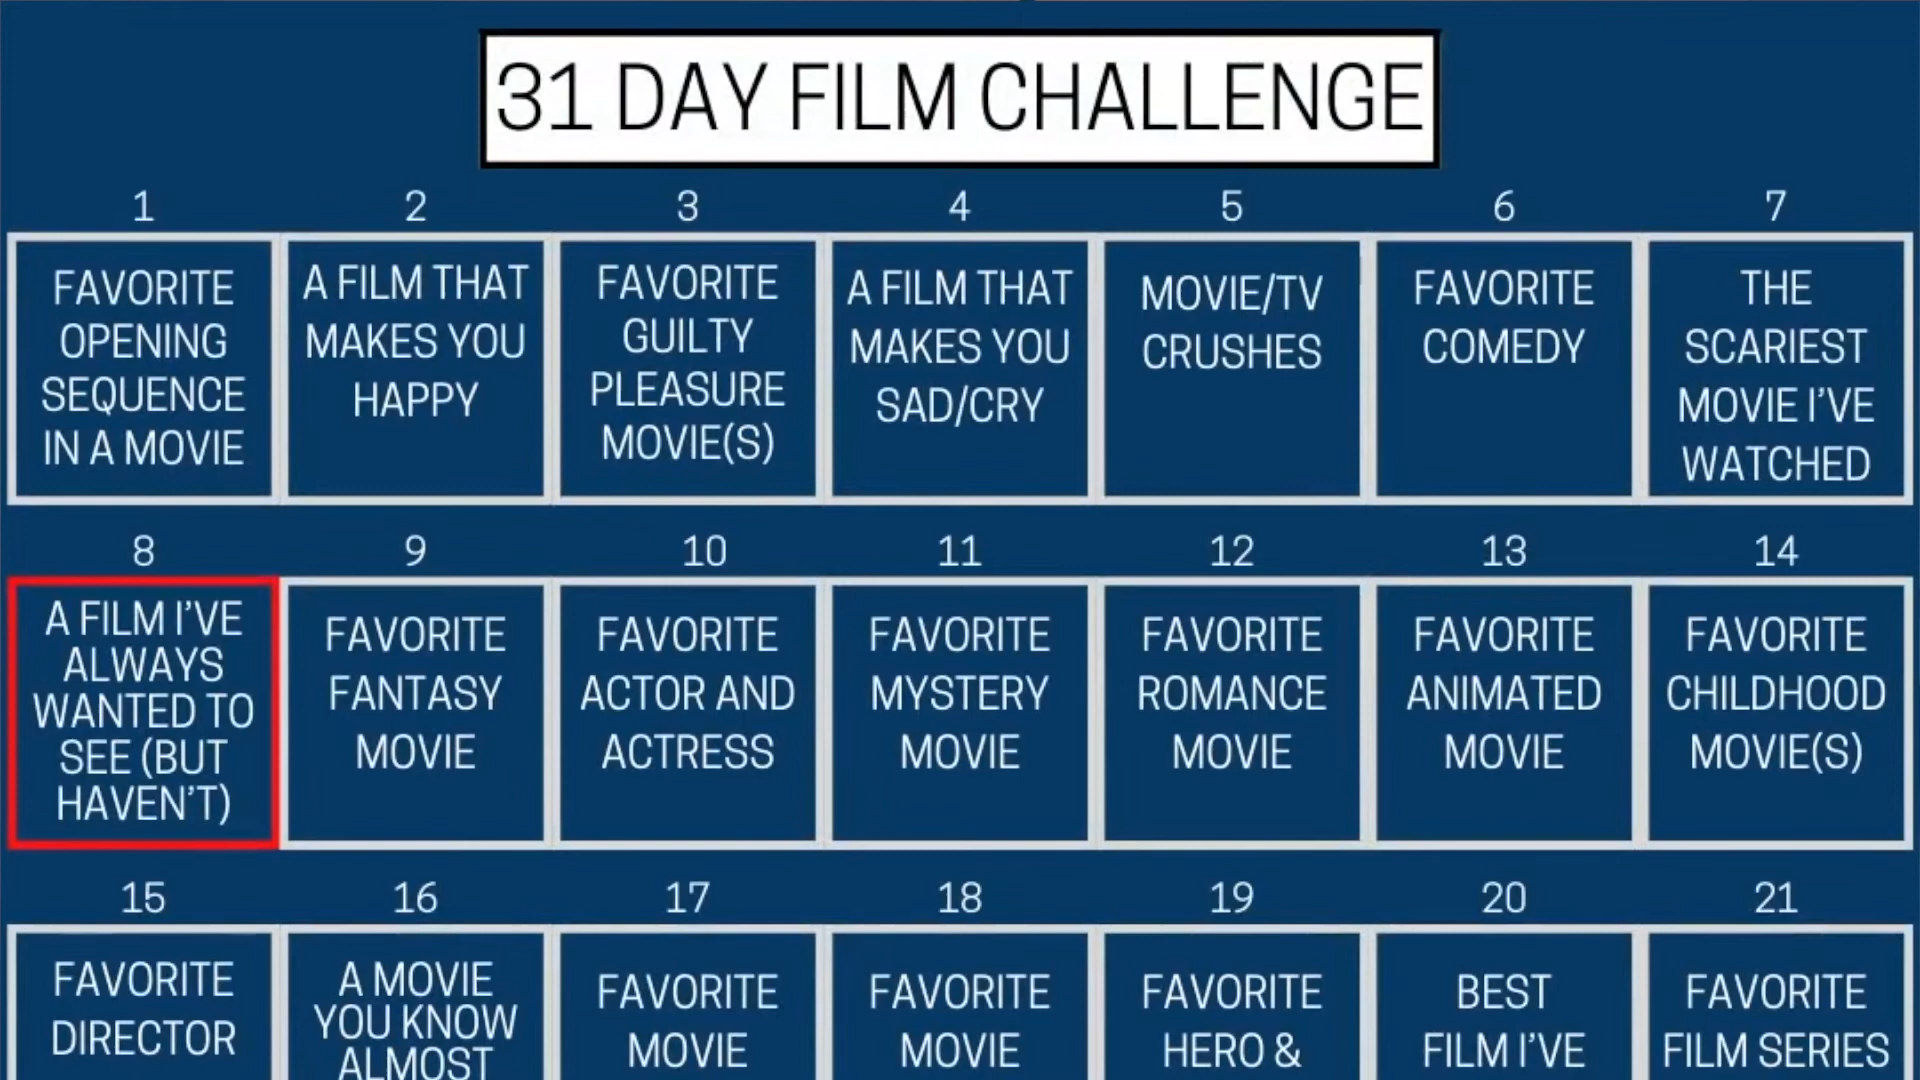 31 DAY FILM CHALLENGE
1
2
3
4
5
6
7
FAVORITE
OPENING
SEQUENCE
IN A MOVIE
A FILM THAT
MAKES YOU
HAPPY
FAVORITE
GUILTY
PLEASURE
MOVIE(S)
A FILM THAT
MAKES YOU
SAD/CRY
MOVIE/TV
CRUSHES
FAVORITE
COMEDY
THE
SCARIEST
MOVIE I'VE
WATCHED
8
9
10
11
12
13
14
A FILM I'VE
ALWAYS
WANTED TO
SEE (BUT
HAVEN'T)
FAVORITE
FANTASY
MOVIE
FAVORITE
ACTOR AND
ACTRESS
FAVORITE
MYSTERY
MOVIE
FAVORITE
ROMANCE
MOVIE
FAVORITE
ANIMATED
MOVIE
FAVORITE
CHILDHOOD
MOVIE(S)
15
16
17
18
19
20
21
FAVORITE
DIRECTOR
A MOVIE
YOU KNOW
ALMOST
FAVORITE
MOVIE
FAVORITE
MOVIE
FAVORITE
HERO &
BEST
FILM I'VE
FAVORITE
FILM SERIES